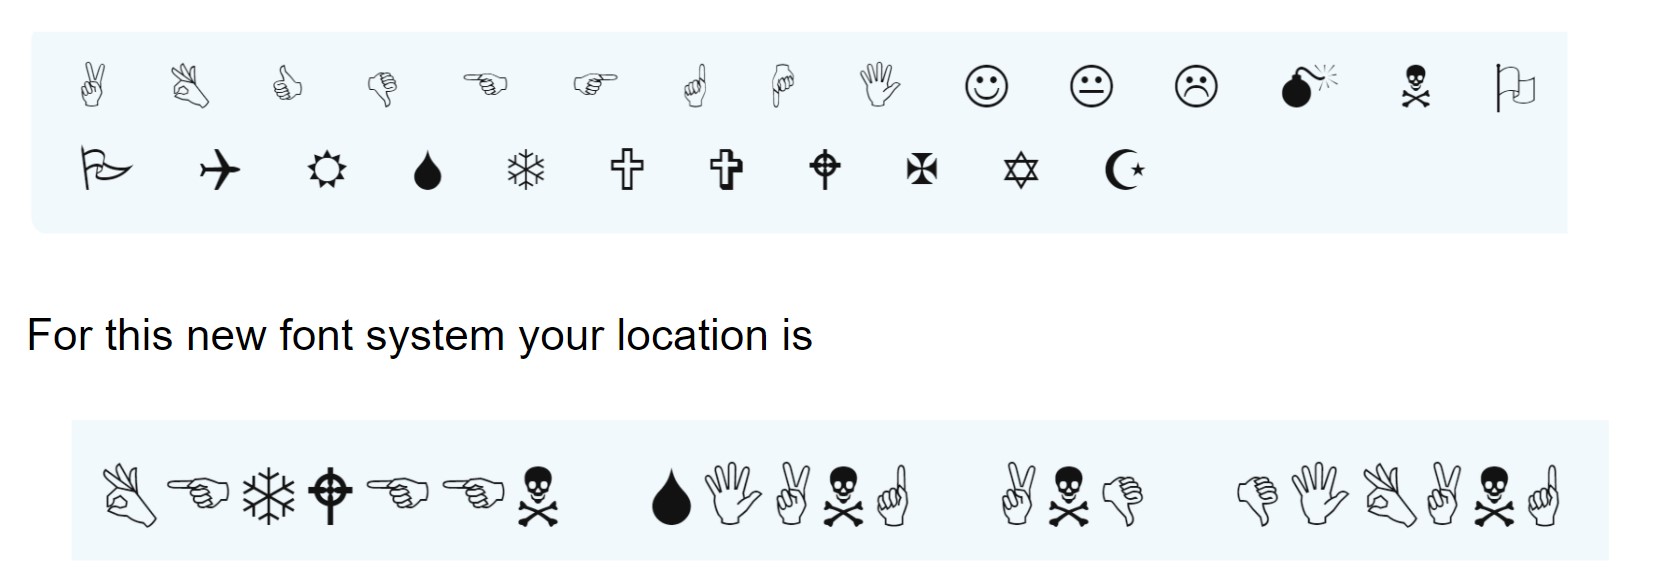 ✌ 👌 👍 👎 ☜ ☞ ☝ ☟ 🖐 ☺ 😐 ☹ 💣 ☠ ⚐
🏱 ✈ ☼ 💧 ❄ 🕆 ✞ 🕈 ✠ ✡ ☪
For this new font system your location is
👌☜❄🕈☜☜☠ 💧🖐✌☠☝ ✌☠👎 👎🖐👌✌☠☝